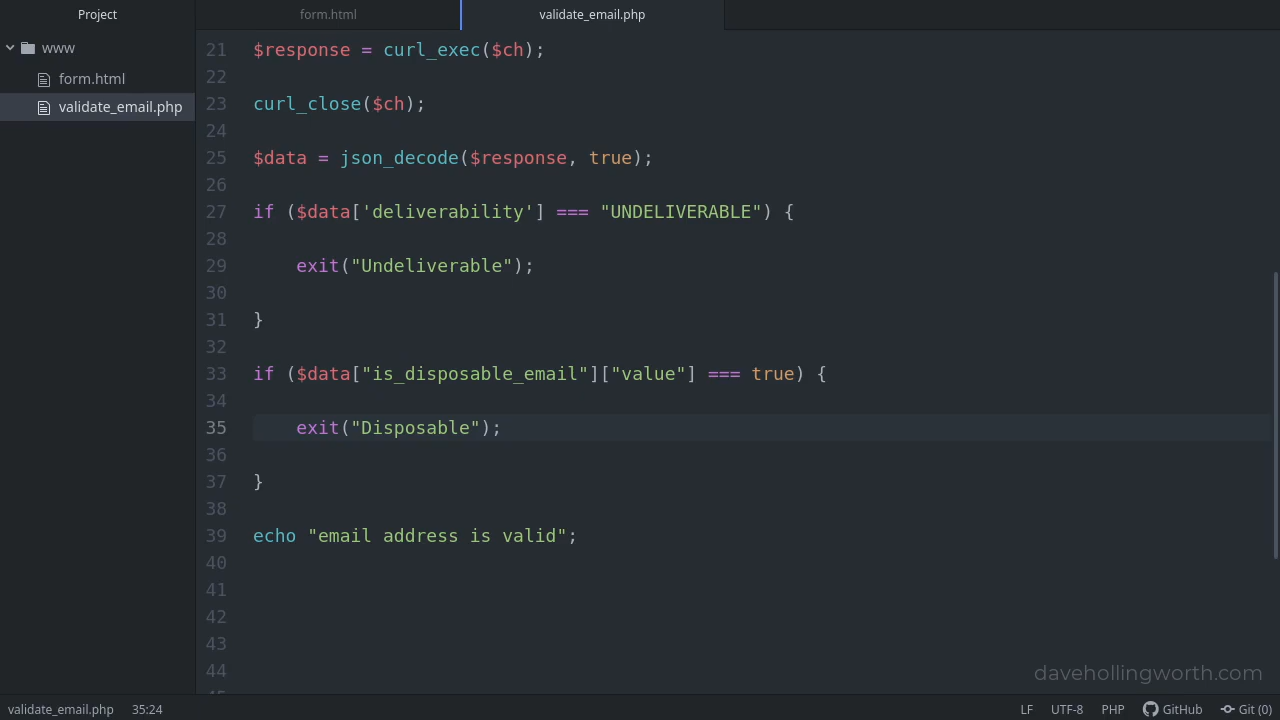 Project
form.html
validate_email.php
www
form.html
validate_email.php
21 $response = curl_exec($ch);
22
23 curl_close($ch);
24
25 $data = json_decode($response, true);
26
27 if ($data['deliverability'] === "UNDELIVERABLE") {
28
29     exit("Undeliverable");
30
31 }
32
33 if ($data["is_disposable_email"]["value"] === true) {
34
35     exit("Disposable");
36
37 }
38
39 echo "email address is valid";
40
41
42
43
44
45
davehollingworth.com
validate_email.php 35:24 LF UTF-8 PHP GitHub Git (0)